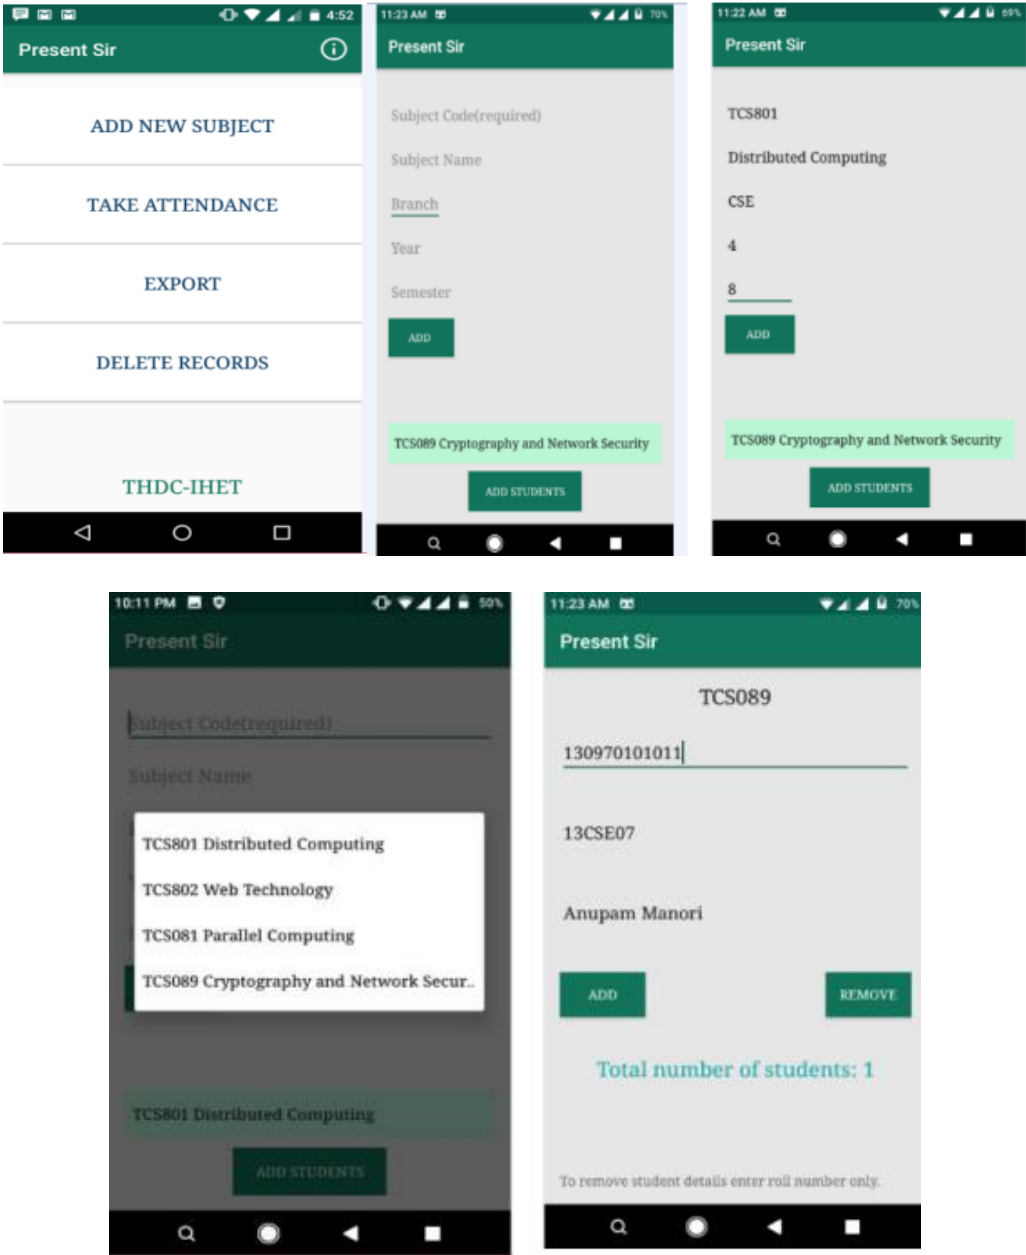 4:52
Present Sir
ADD NEW SUBJECT
TAKE ATTENDANCE
EXPORT
DELETE RECORDS
THDC-IHET
11:23 AM
70%
Present Sir
Subject Code(required)
Subject Name
Branch
Year
Semester
ADD
TCS089 Cryptography and Network Security
ADD STUDENTS
11:22 AM
69%
Present Sir
TCS801
Distributed Computing
CSE
4
8
ADD
TCS089 Cryptography and Network Security
ADD STUDENTS
10:11 PM
50%
Present Sir
Subject Code(required)
Subject Name
TCS801 Distributed Computing
TCS802 Web Technology
TCS081 Parallel Computing
TCS089 Cryptography and Network Secur..
TCS801 Distributed Computing
ADD STUDENTS
11:23 AM
70%
Present Sir
TCS089
130970101011
13CSE07
Anupam Manori
ADD
REMOVE
Total number of students: 1
To remove student details enter roll number only.